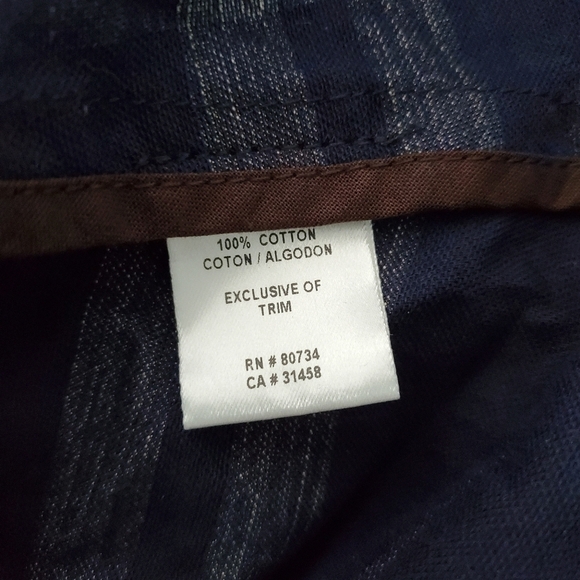 100% COTTON
COTON / ALGODON
EXCLUSIVE OF
TRIM
RN # 80734
CA # 31458